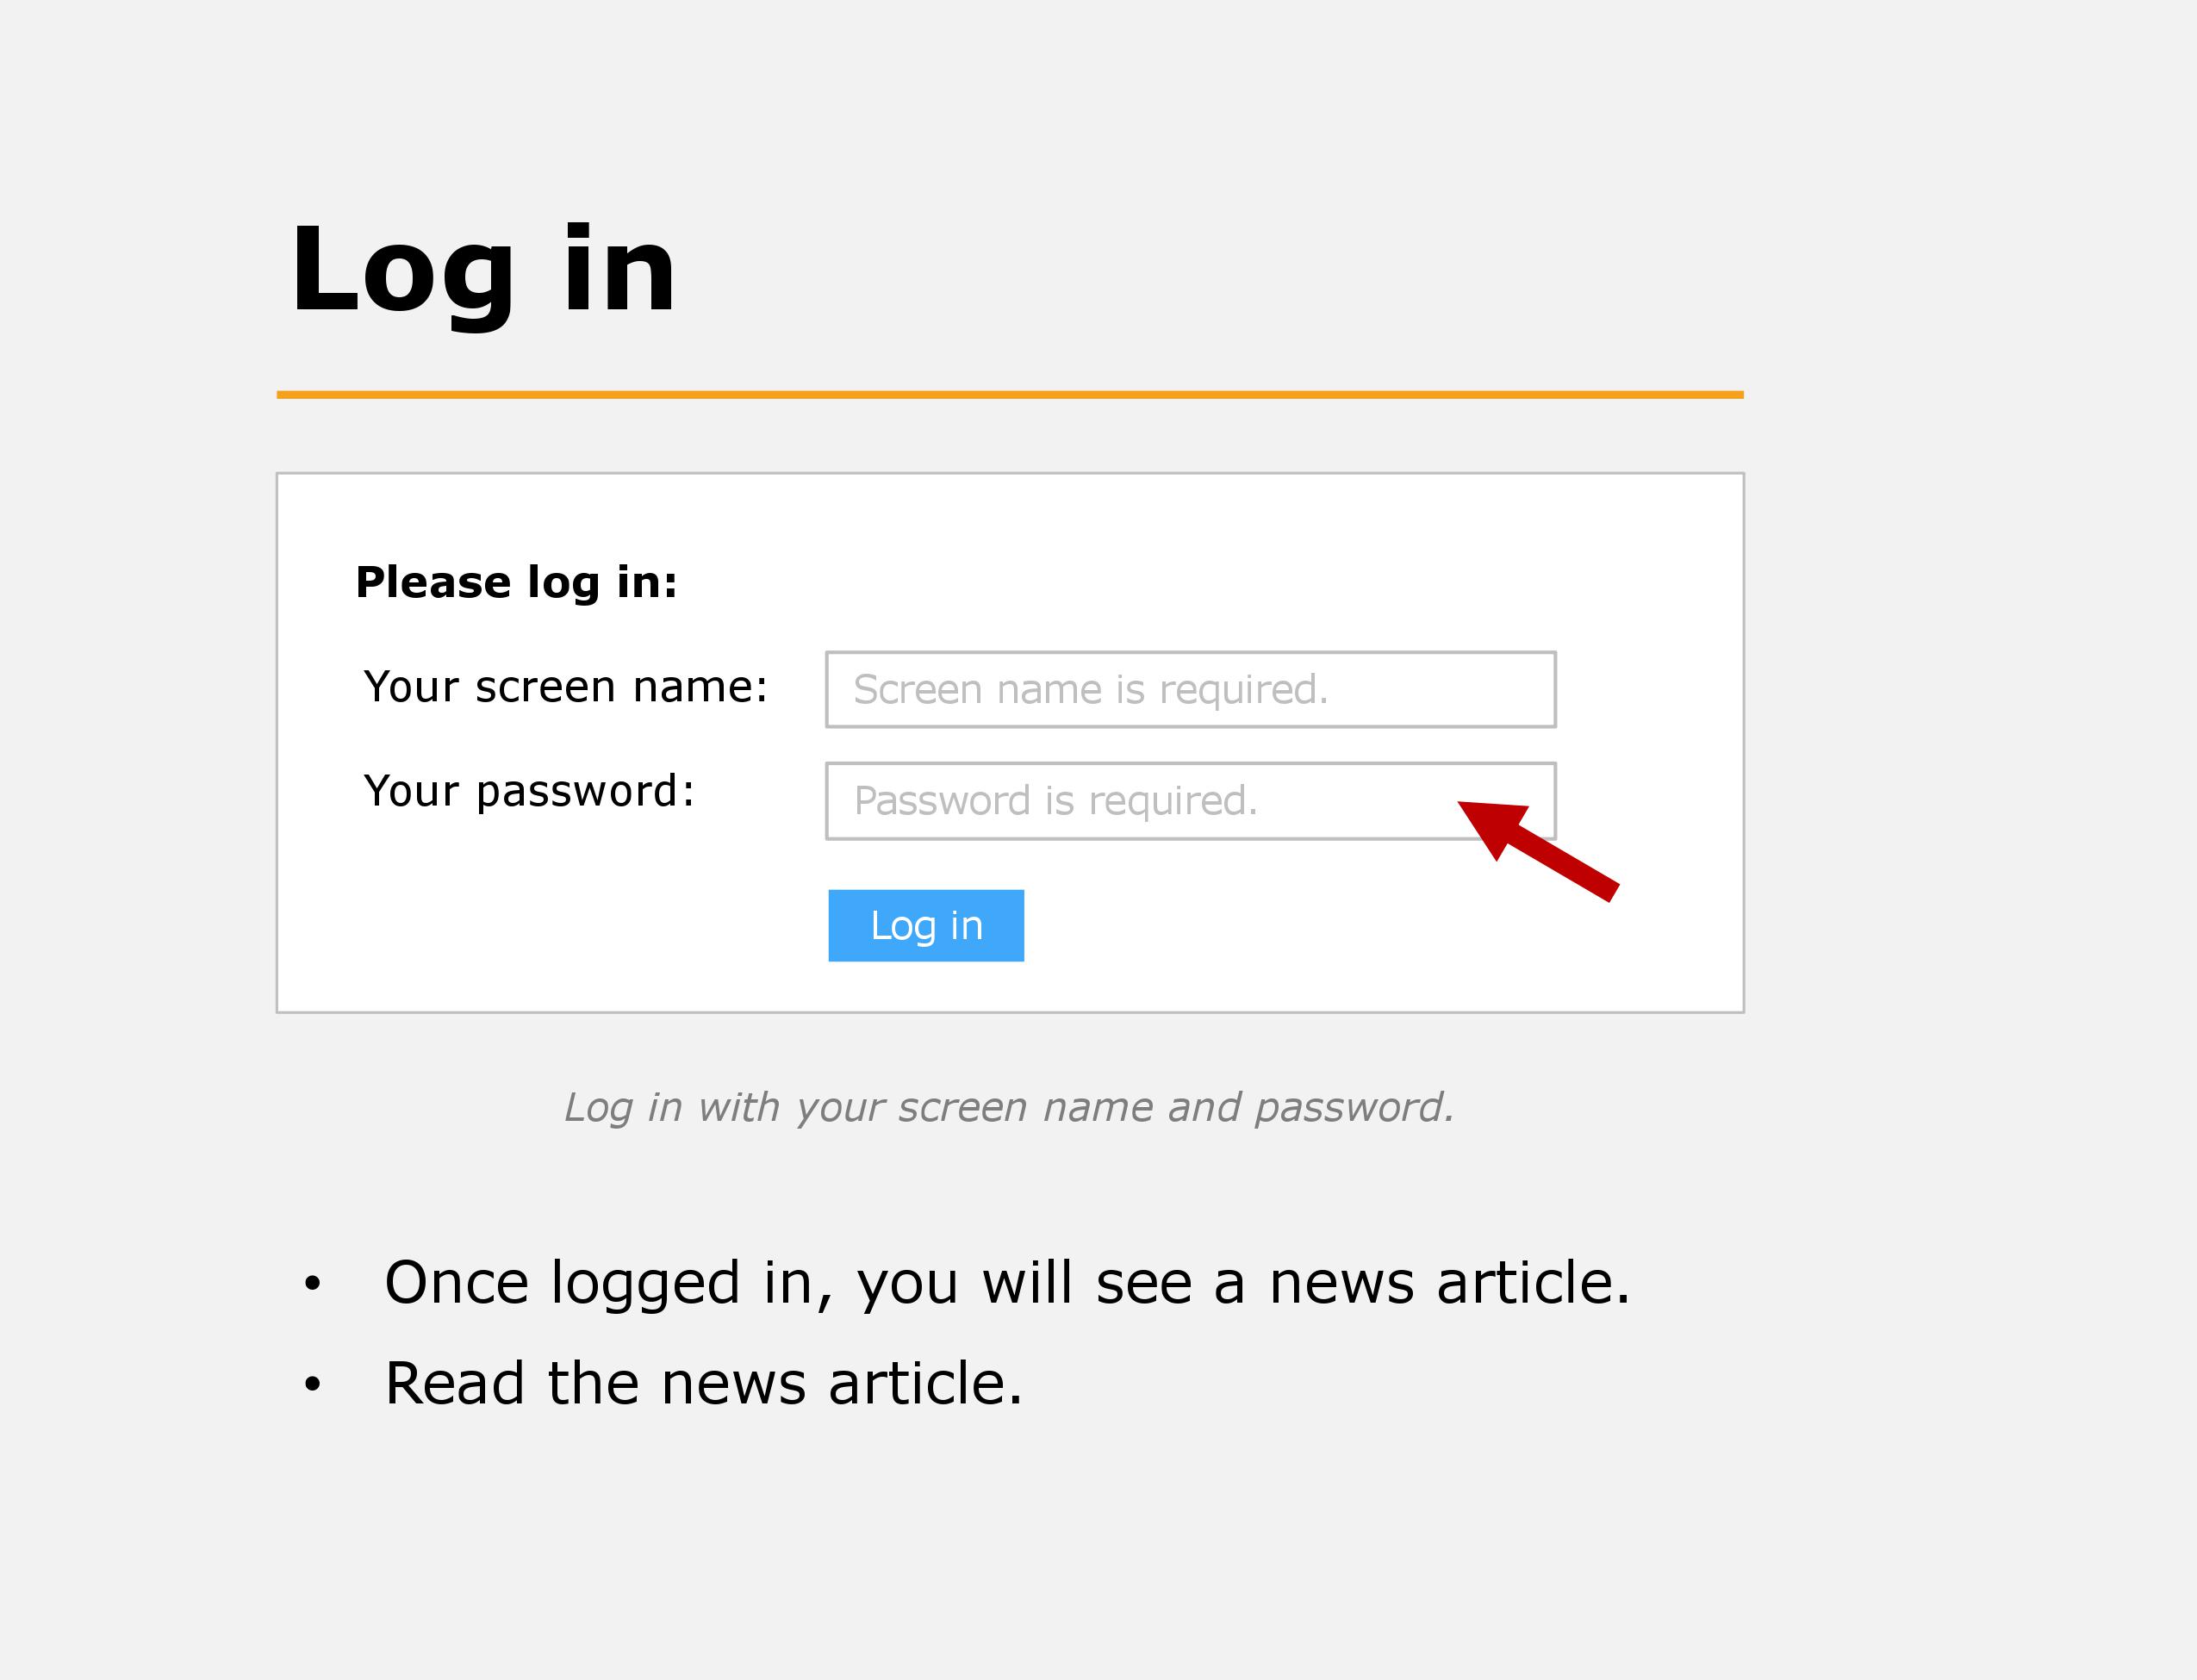 Log in
Please log in:
Your screen name: Screen name is required.
Your password: Password is required.
Log in
Log in with your screen name and password.
• Once logged in, you will see a news article.
• Read the news article.